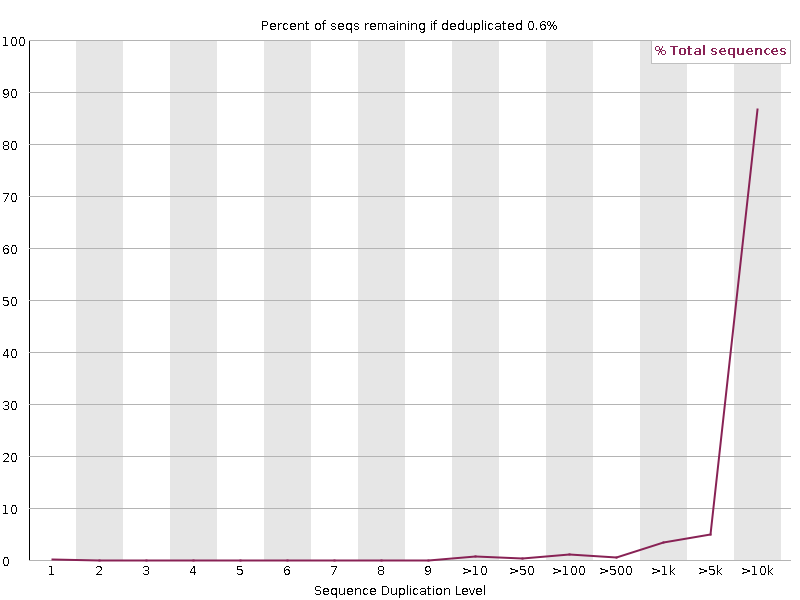 Percent of seqs remaining if deduplicated 0.6%
% Total sequences
100
90
80
70
60
50
40
30
20
10
0
1 2 3 4 5 6 7 8 9 >10 >50 >100 >500 >1k >5k >10k
Sequence Duplication Level